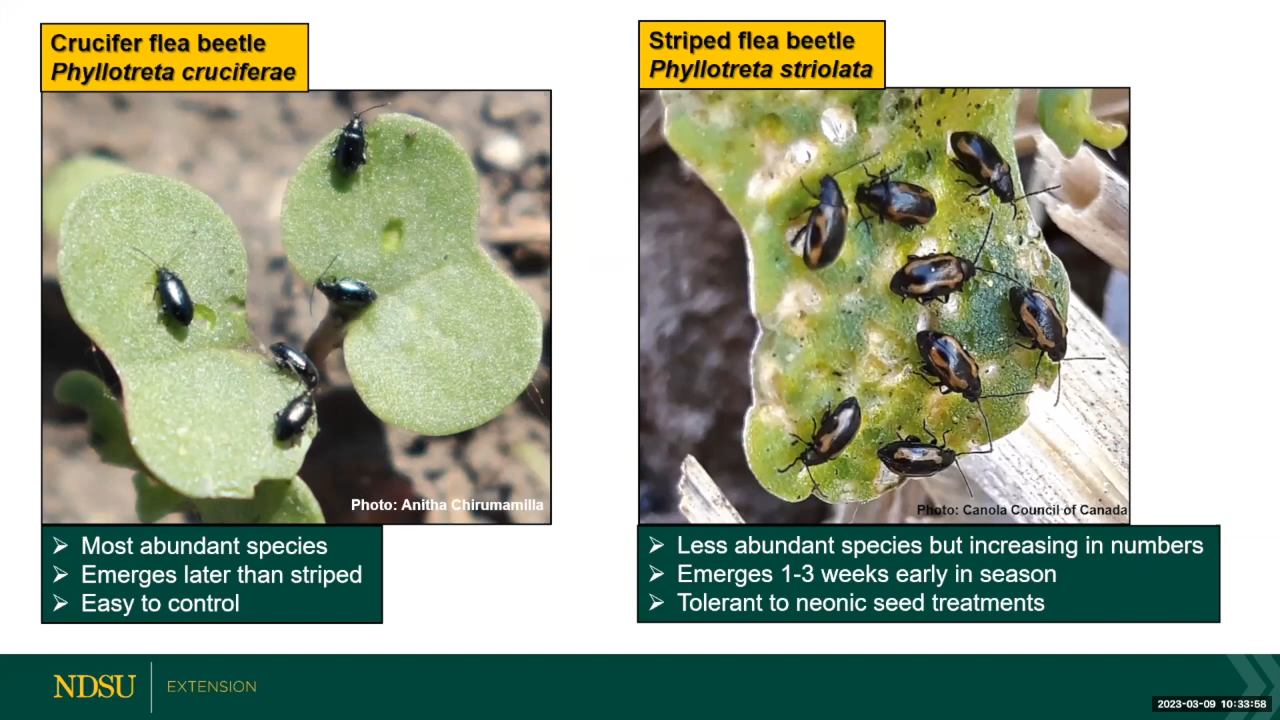 Crucifer flea beetle
Phyllotreta cruciferae
Photo: Anitha Chirumamilla
➢ Most abundant species
➢ Emerges later than striped
➢ Easy to control
Striped flea beetle
Phyllotreta striolata
Photo: Canola Council of Canada
➢ Less abundant species but increasing in numbers
➢ Emerges 1-3 weeks early in season
➢ Tolerant to neonic seed treatments
NDSU EXTENSION
2023-03-09 10:33:58